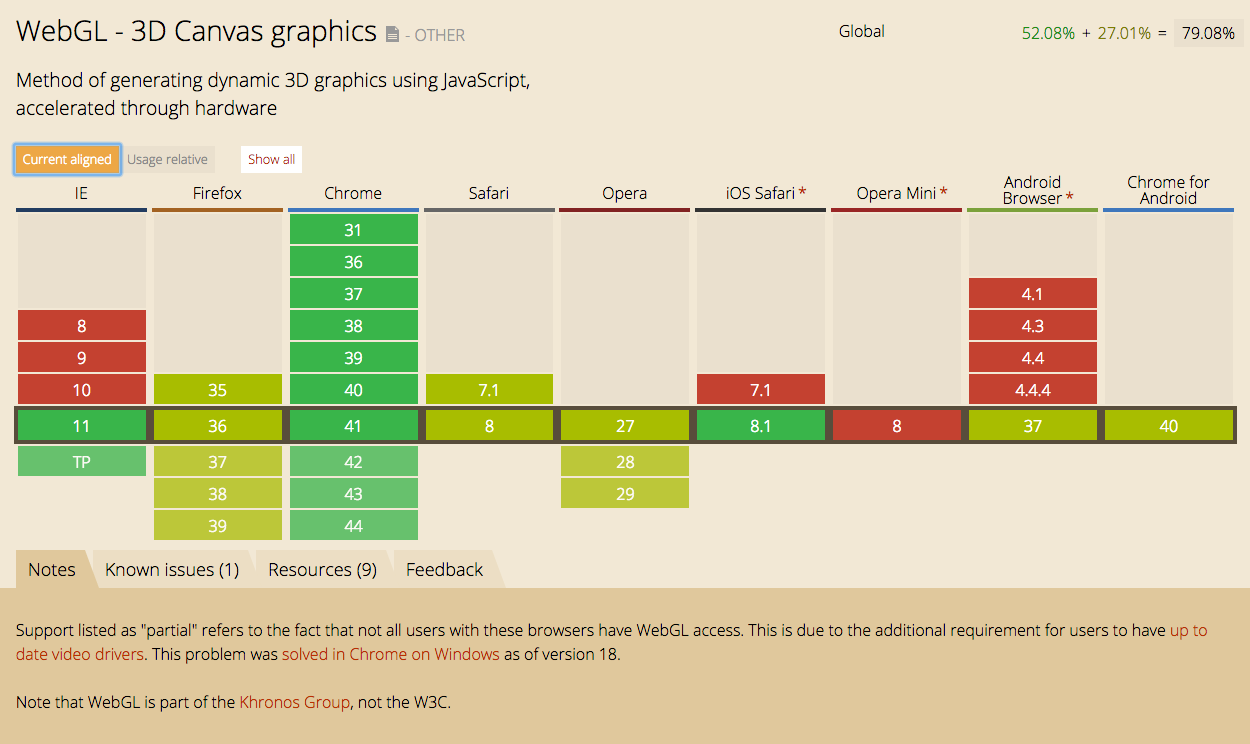 WebGL - 3D Canvas graphics - OTHER
Global
52.08% + 27.01% = 79.08%
Method of generating dynamic 3D graphics using JavaScript,
accelerated through hardware
Current aligned Usage relative Show all
IE Firefox Chrome Safari Opera iOS Safari * Opera Mini * Android Browser * Chrome for Android
31
36
37 4.1
8 38 4.3
9 39 4.4
10 35 40 7.1 7.1 4.4.4
11 36 41 8 27 8.1 8 37 40
TP 37 42 28
38 43 29
39 44
Notes Known issues (1) Resources (9) Feedback
Support listed as "partial" refers to the fact that not all users with these browsers have WebGL access. This is due to the additional requirement for users to have up to
date video drivers. This problem was solved in Chrome on Windows as of version 18.
Note that WebGL is part of the Khronos Group, not the W3C.